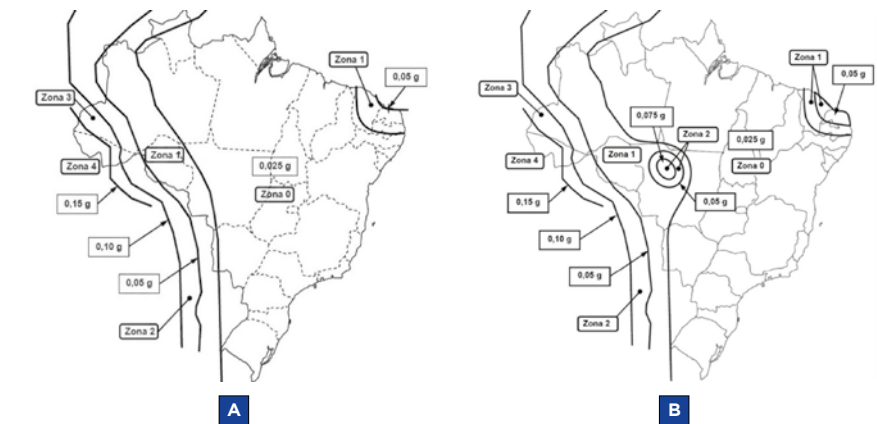 Zona 1
0,05 g
Zona 3
Zona 4
Zona 1
0,025 g
Zona 0
0,15 g
0,10 g
0,05 g
Zona 2
A
Zona 1
0,05 g
Zona 3
0,075 g
Zona 2
0,025 g
Zona 4
Zona 1
Zona 0
0,15 g
0,05 g
0,10 g
0,05 g
Zona 2
B